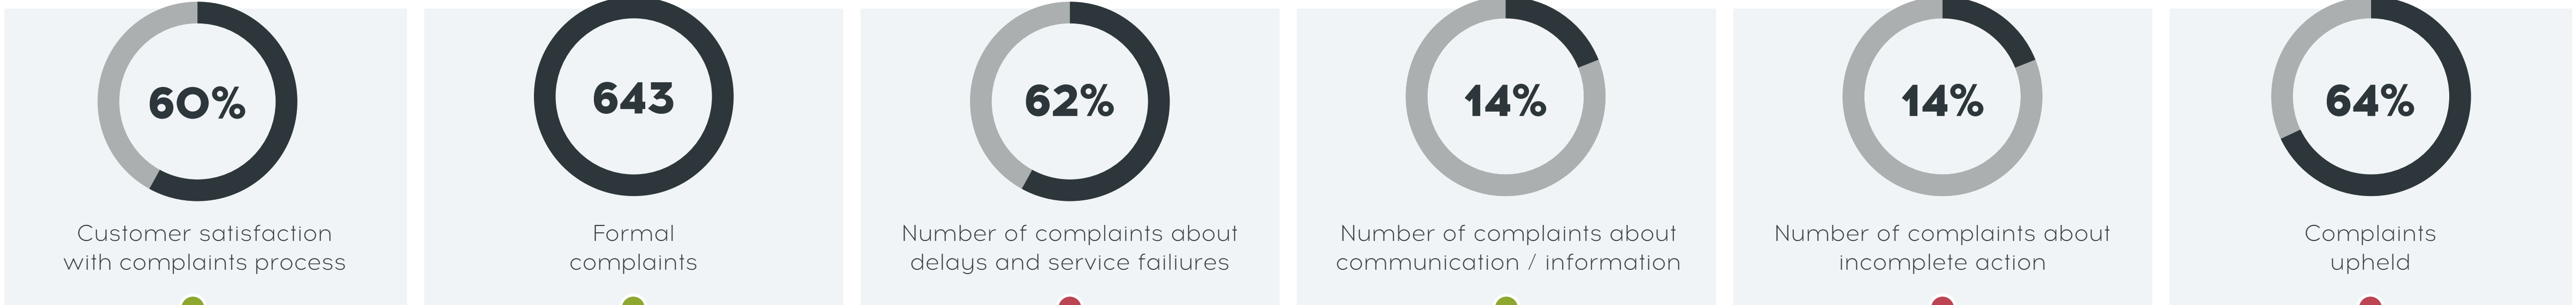 60%
Customer satisfaction
with complaints process
643
Formal
complaints
62%
Number of complaints about
delays and service failiures
14%
Number of complaints about
communication / information
14%
Number of complaints about
incomplete action
64%
Complaints
upheld